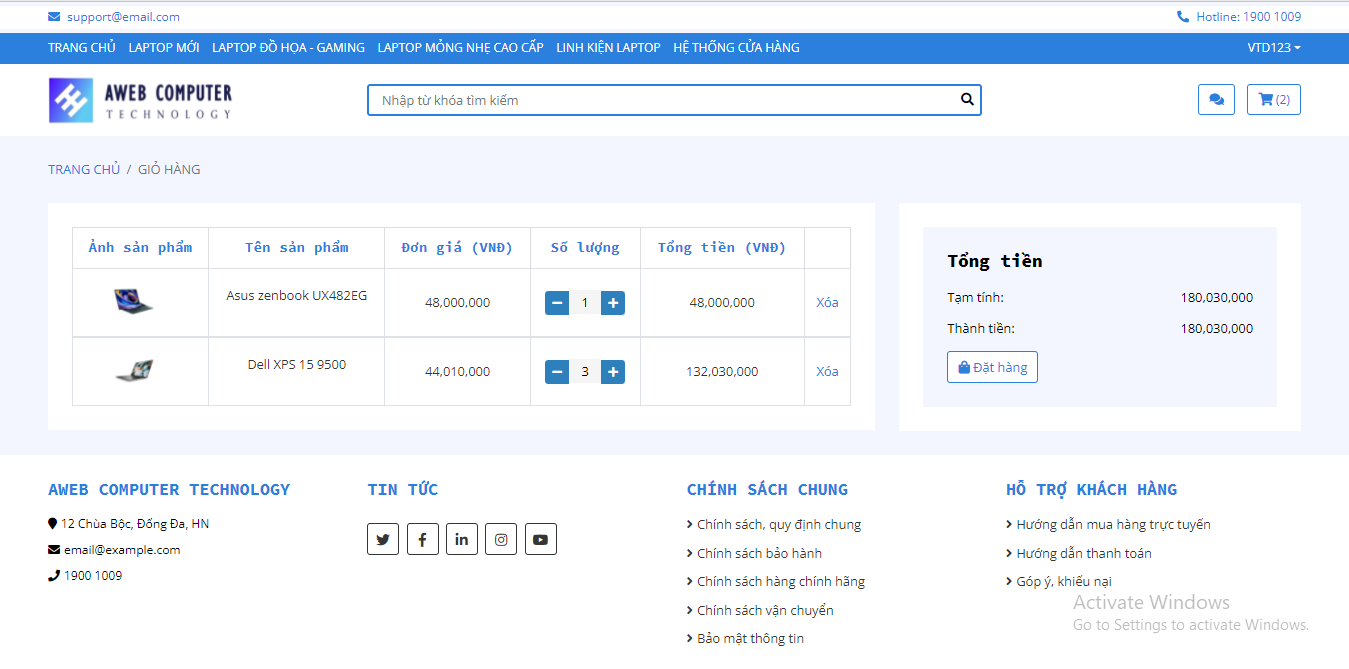 support@email.com Hotline: 1900 1009
TRANG CHỦ LAPTOP MỚI LAPTOP ĐỒ HỌA - GAMING LAPTOP MỎNG NHẸ CAO CẤP LINH KIỆN LAPTOP HỆ THỐNG CỬA HÀNG VTD123
AWEB COMPUTER
TECHNOLOGY
Nhập từ khóa tìm kiếm
(2)
TRANG CHỦ / GIỎ HÀNG
Ảnh sản phẩm Tên sản phẩm Đơn giá (VNĐ) Số lượng Tổng tiền (VNĐ)
Asus zenbook UX482EG 48,000,000 − 1 + 48,000,000 Xóa
Dell XPS 15 9500 44,010,000 − 3 + 132,030,000 Xóa
Tổng tiền
Tạm tính: 180,030,000
Thành tiền: 180,030,000
Đặt hàng
AWEB COMPUTER TECHNOLOGY
12 Chùa Bộc, Đống Đa, HN
email@example.com
1900 1009
TIN TỨC
CHÍNH SÁCH CHUNG
Chính sách, quy định chung
Chính sách bảo hành
Chính sách hàng chính hãng
Chính sách vận chuyển
Bảo mật thông tin
HỖ TRỢ KHÁCH HÀNG
Hướng dẫn mua hàng trực tuyến
Hướng dẫn thanh toán
Góp ý, khiếu nại
Activate Windows
Go to Settings to activate Windows.